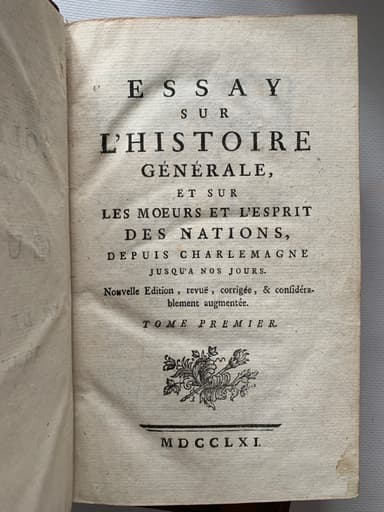 ESSAY
SUR
L'HISTOIRE
GÉNÉRALE,
ET SUR
LES MŒURS ET L'ESPRIT
DES NATIONS,
DEPUIS CHARLEMAGNE
JUSQU'A NOS JOURS.
Nouvelle Edition, revuë, corrigée, & considéra-
blement augmentée.
TOME PREMIER.
MDCCLXI.